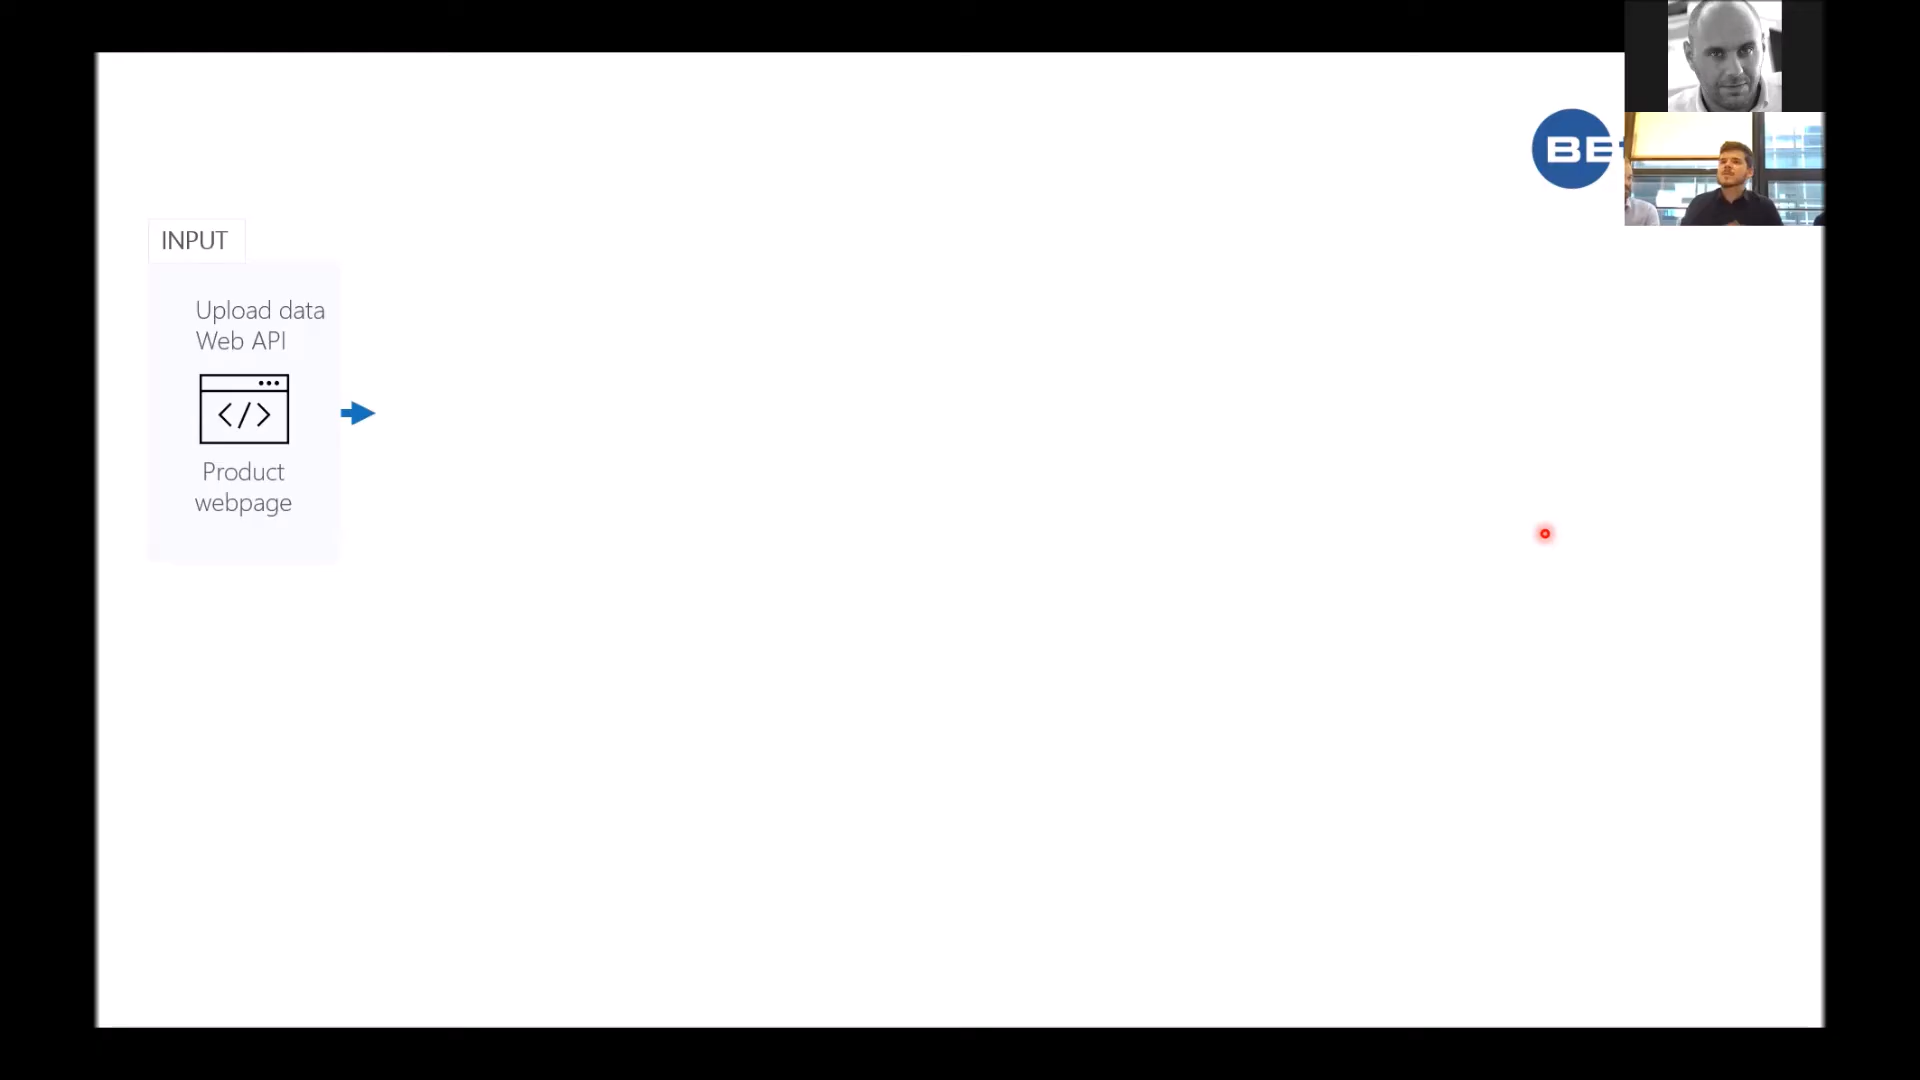 BE
INPUT
Upload data
Web API
</>
Product
webpage